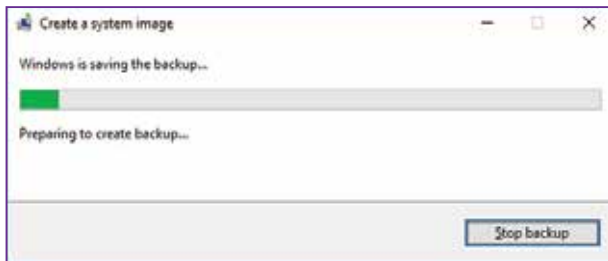 Create a system image
Windows is saving the backup...
Preparing to create backup...
Stop backup